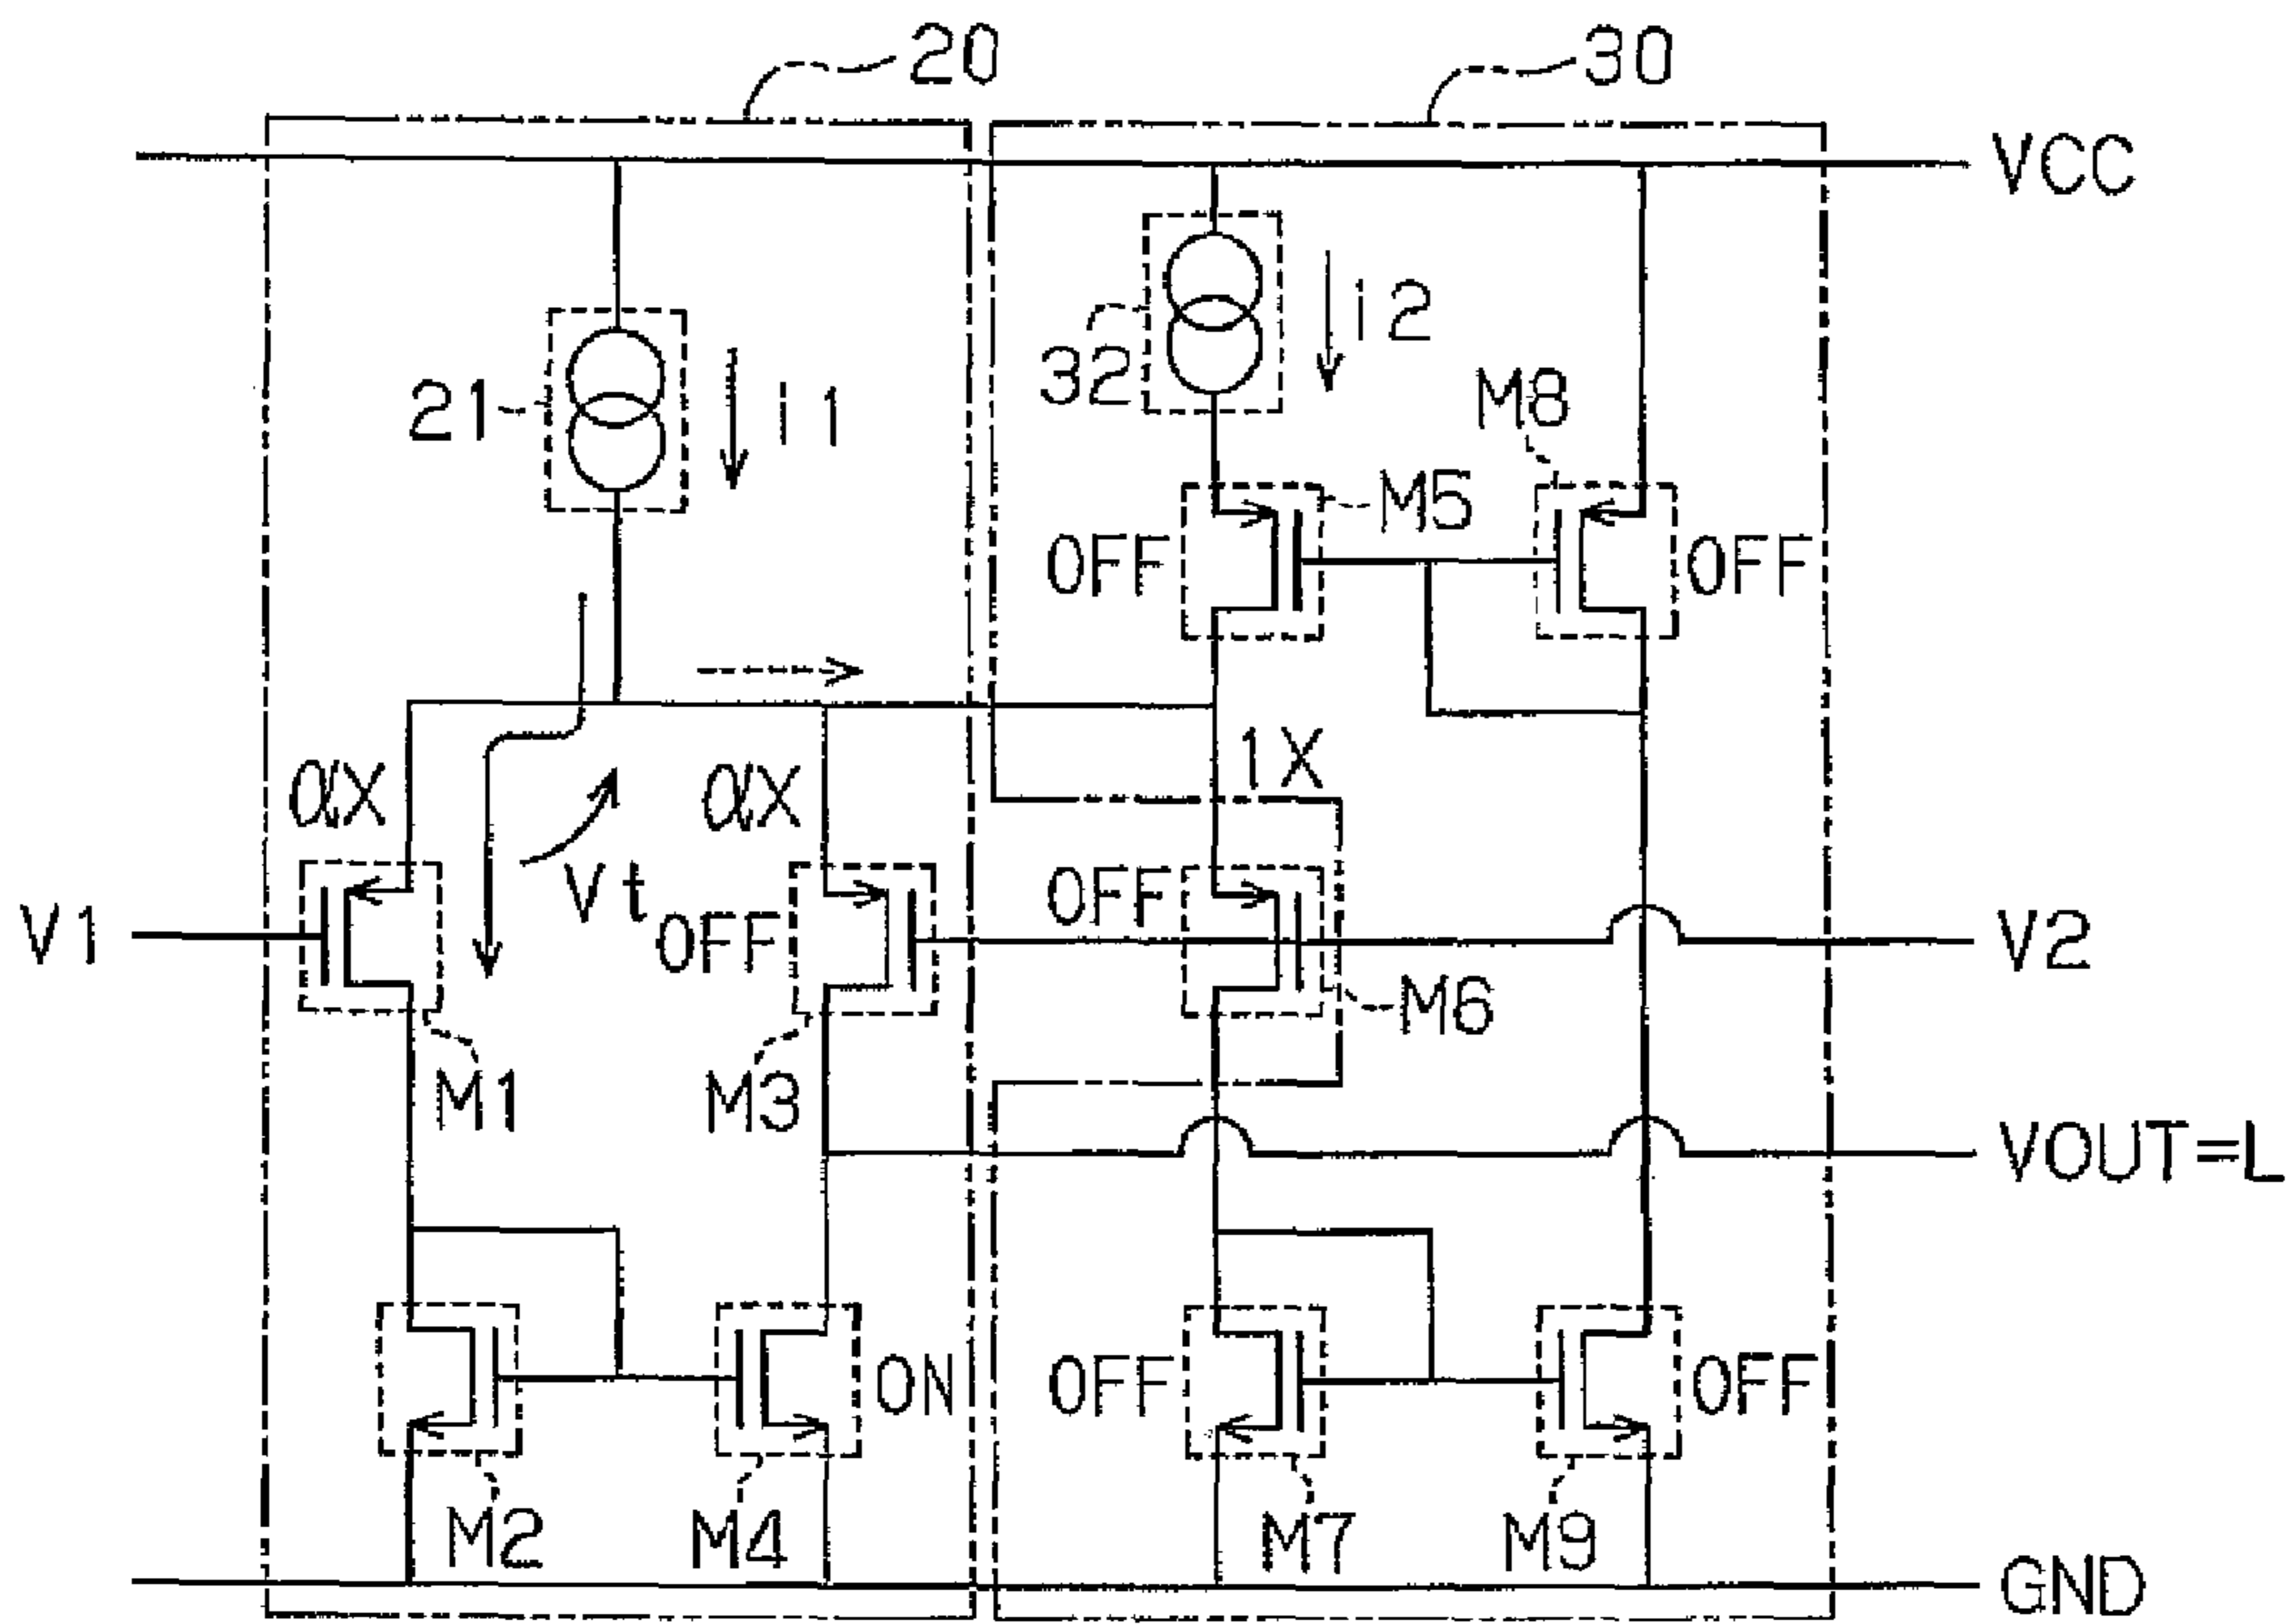 20
30
VCC
21
i1
32
i2
M8
M5
OFF
OFF
αX
αX
1X
Vt
V1
OFF
OFF
V2
M1
M3
M6
VOUT=L
ON
OFF
OFF
M2
M4
M7
M9
GND